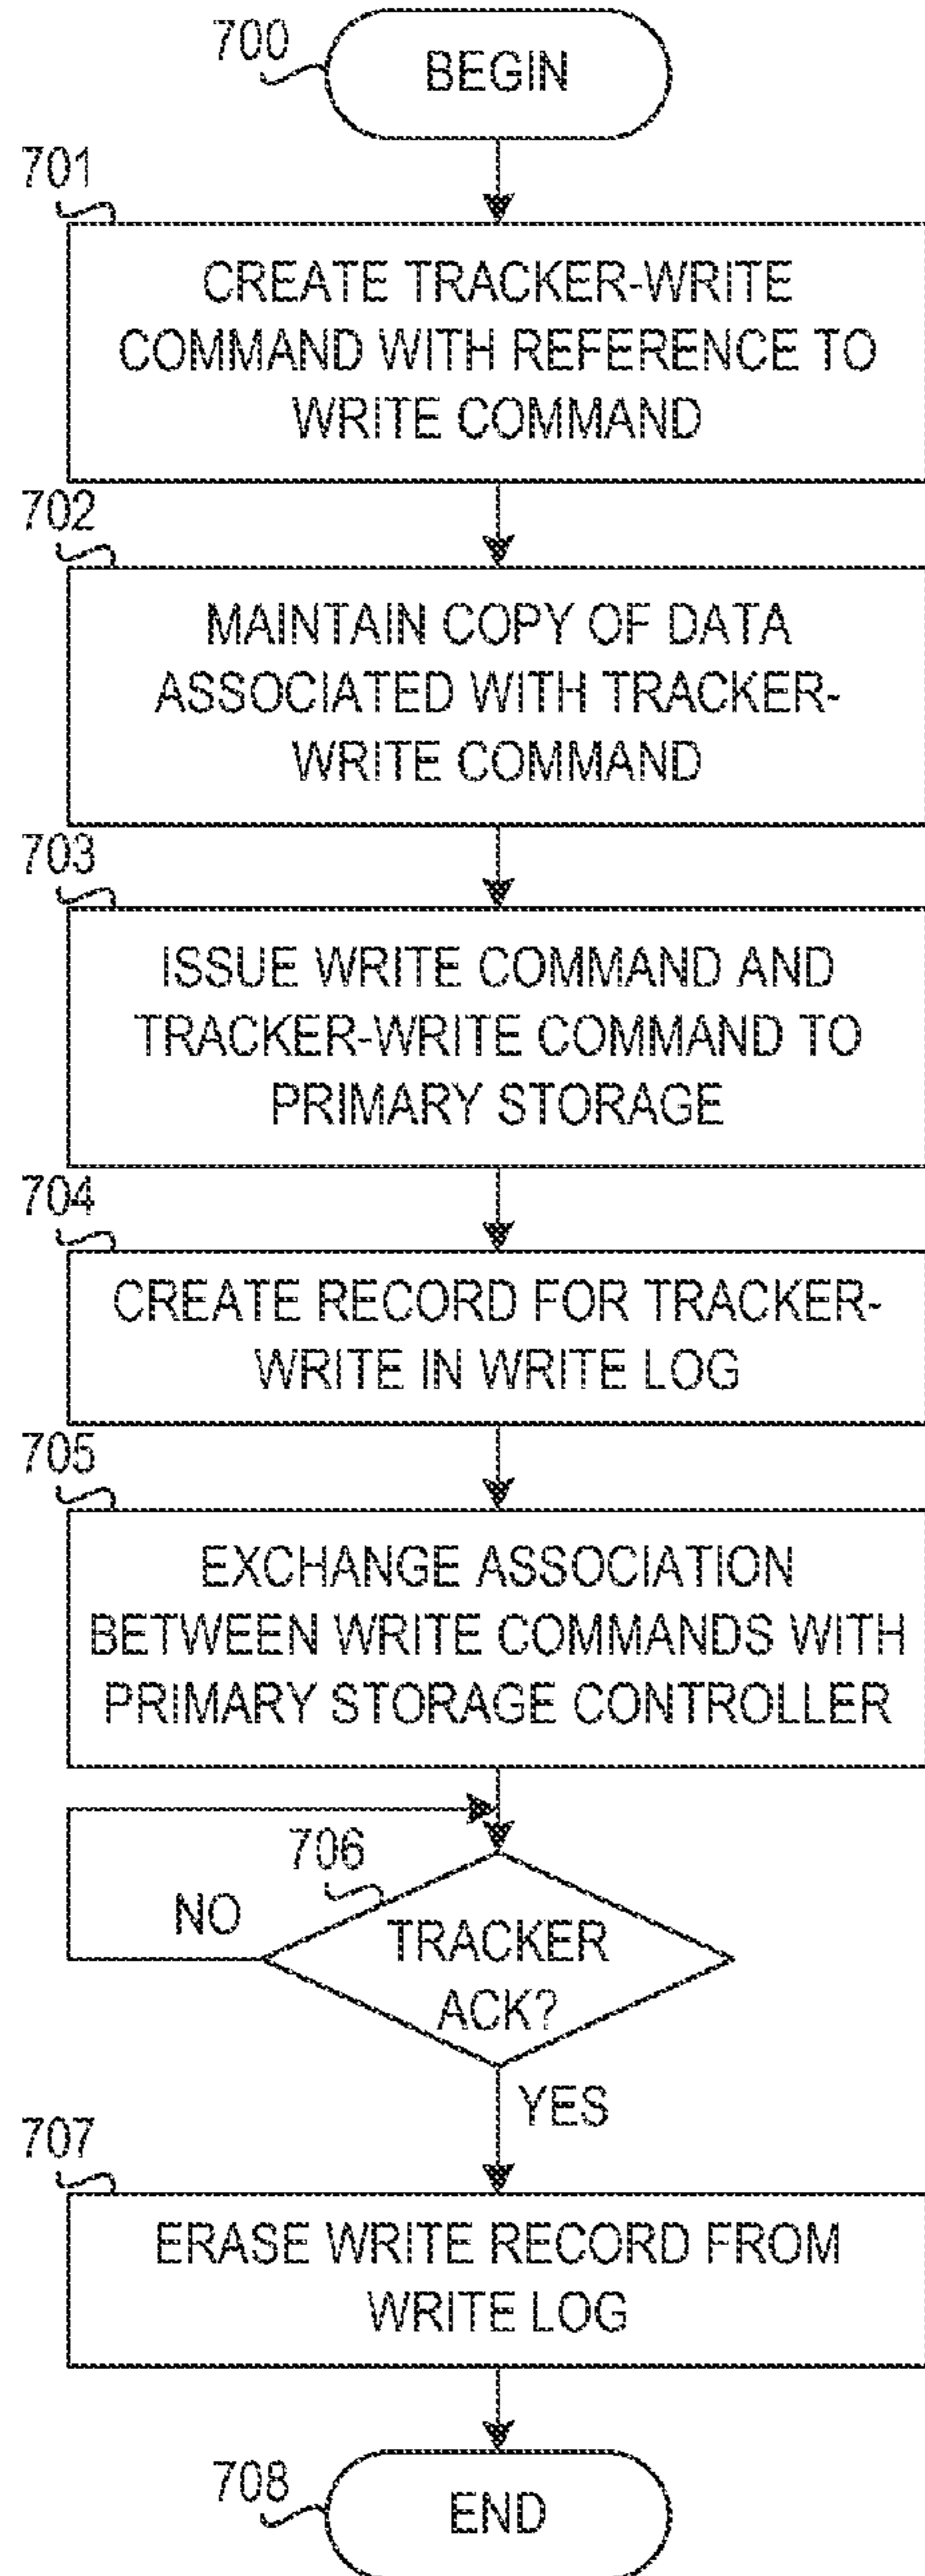 700
BEGIN
701
CREATE TRACKER-WRITE
COMMAND WITH REFERENCE TO
WRITE COMMAND
702
MAINTAIN COPY OF DATA
ASSOCIATED WITH TRACKER-
WRITE COMMAND
703
ISSUE WRITE COMMAND AND
TRACKER-WRITE COMMAND TO
PRIMARY STORAGE
704
CREATE RECORD FOR TRACKER-
WRITE IN WRITE LOG
705
EXCHANGE ASSOCIATION
BETWEEN WRITE COMMANDS WITH
PRIMARY STORAGE CONTROLLER
706
NO
TRACKER
ACK?
YES
707
ERASE WRITE RECORD FROM
WRITE LOG
708
END